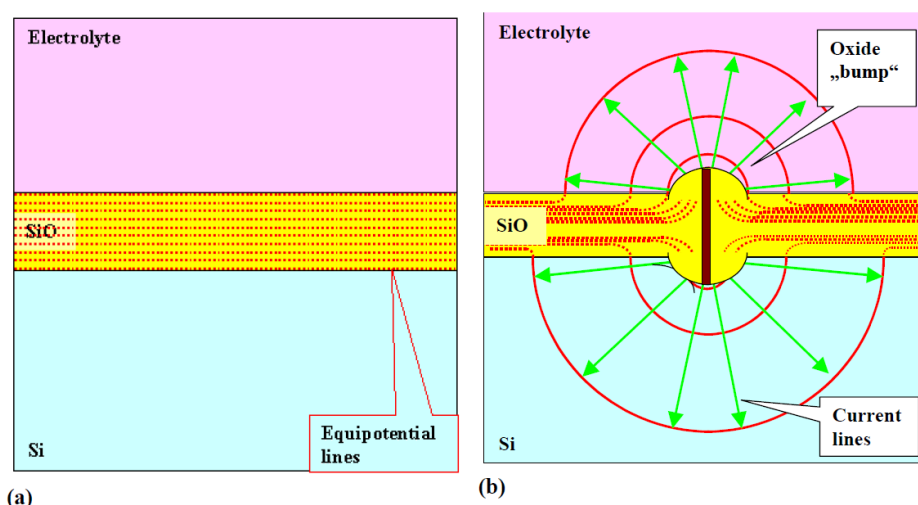 Electrolyte
SiO
Equipotential
lines
Si
(a)
Electrolyte
Oxide
„bump“
SiO
Current
lines
Si
(b)